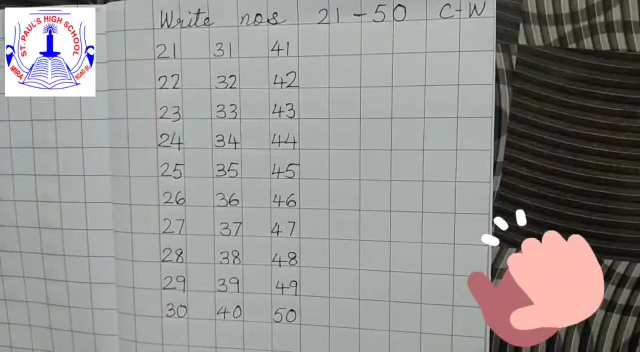 ST. PAUL'S HIGH SCHOOL
MIRA ROAD (E)
Write nos 21-50 C-W
21 31 41
22 32 42
23 33 43
24 34 44
25 35 45
26 36 46
27 37 47
28 38 48
29 39 49
30 40 50